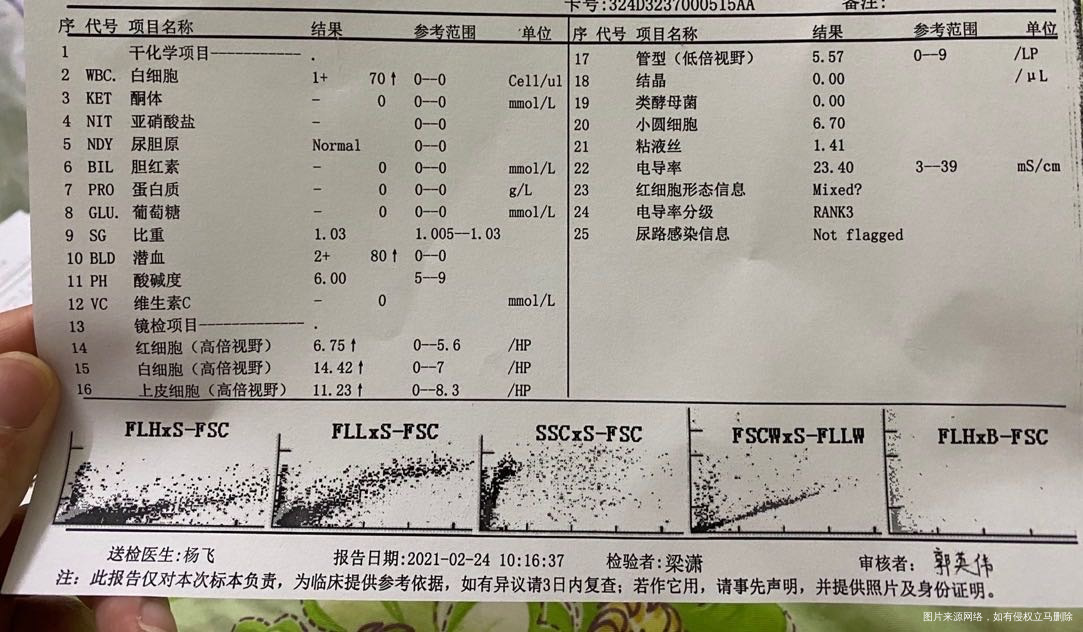 卡号:324D3237000515AA 备注:
序 代号 项目名称 结果 参考范围 单位
1 干化学项目----------- .
2 WBC. 白细胞 1+ 70↑ 0--0 Cell/ul
3 KET 酮体 - 0 0--0 mmol/L
4 NIT 亚硝酸盐 - 0--0
5 NDY 尿胆原 Normal 0--0
6 BIL 胆红素 - 0 0--0 mmol/L
7 PRO 蛋白质 - 0 0--0 g/L
8 GLU. 葡萄糖 - 0 0--0 mmol/L
9 SG 比重 1.03 1.005--1.03
10 BLD 潜血 2+ 80↑ 0--0
11 PH 酸碱度 6.00 5--9
12 VC 维生素C - 0 mmol/L
13 镜检项目------------- .
14 红细胞(高倍视野) 6.75↑ 0--5.6 /HP
15 白细胞(高倍视野) 14.42↑ 0--7 /HP
16 上皮细胞(高倍视野) 11.23↑ 0--8.3 /HP
序 代号 项目名称 结果 参考范围 单位
17 管型(低倍视野) 5.57 0--9 /LP
18 结晶 0.00 /μL
19 类酵母菌 0.00
20 小圆细胞 6.70
21 粘液丝 1.41
22 电导率 23.40 3--39 mS/cm
23 红细胞形态信息 Mixed?
24 电导率分级 RANK3
25 尿路感染信息 Not flagged
FLHxS-FSC FLLxS-FSC SSCxS-FSC FSCWxS-FLLW FLHxB-FSC
送检医生:杨飞 报告日期:2021-02-24 10:16:37 检验者:梁潇 审核者: 郭英伟
注: 此报告仅对本次标本负责，为临床提供参考依据，如有异议请3日内复查；若作它用，请事先声明，并提供照片及身份证明。
图片来源网络，如有侵权立马删除